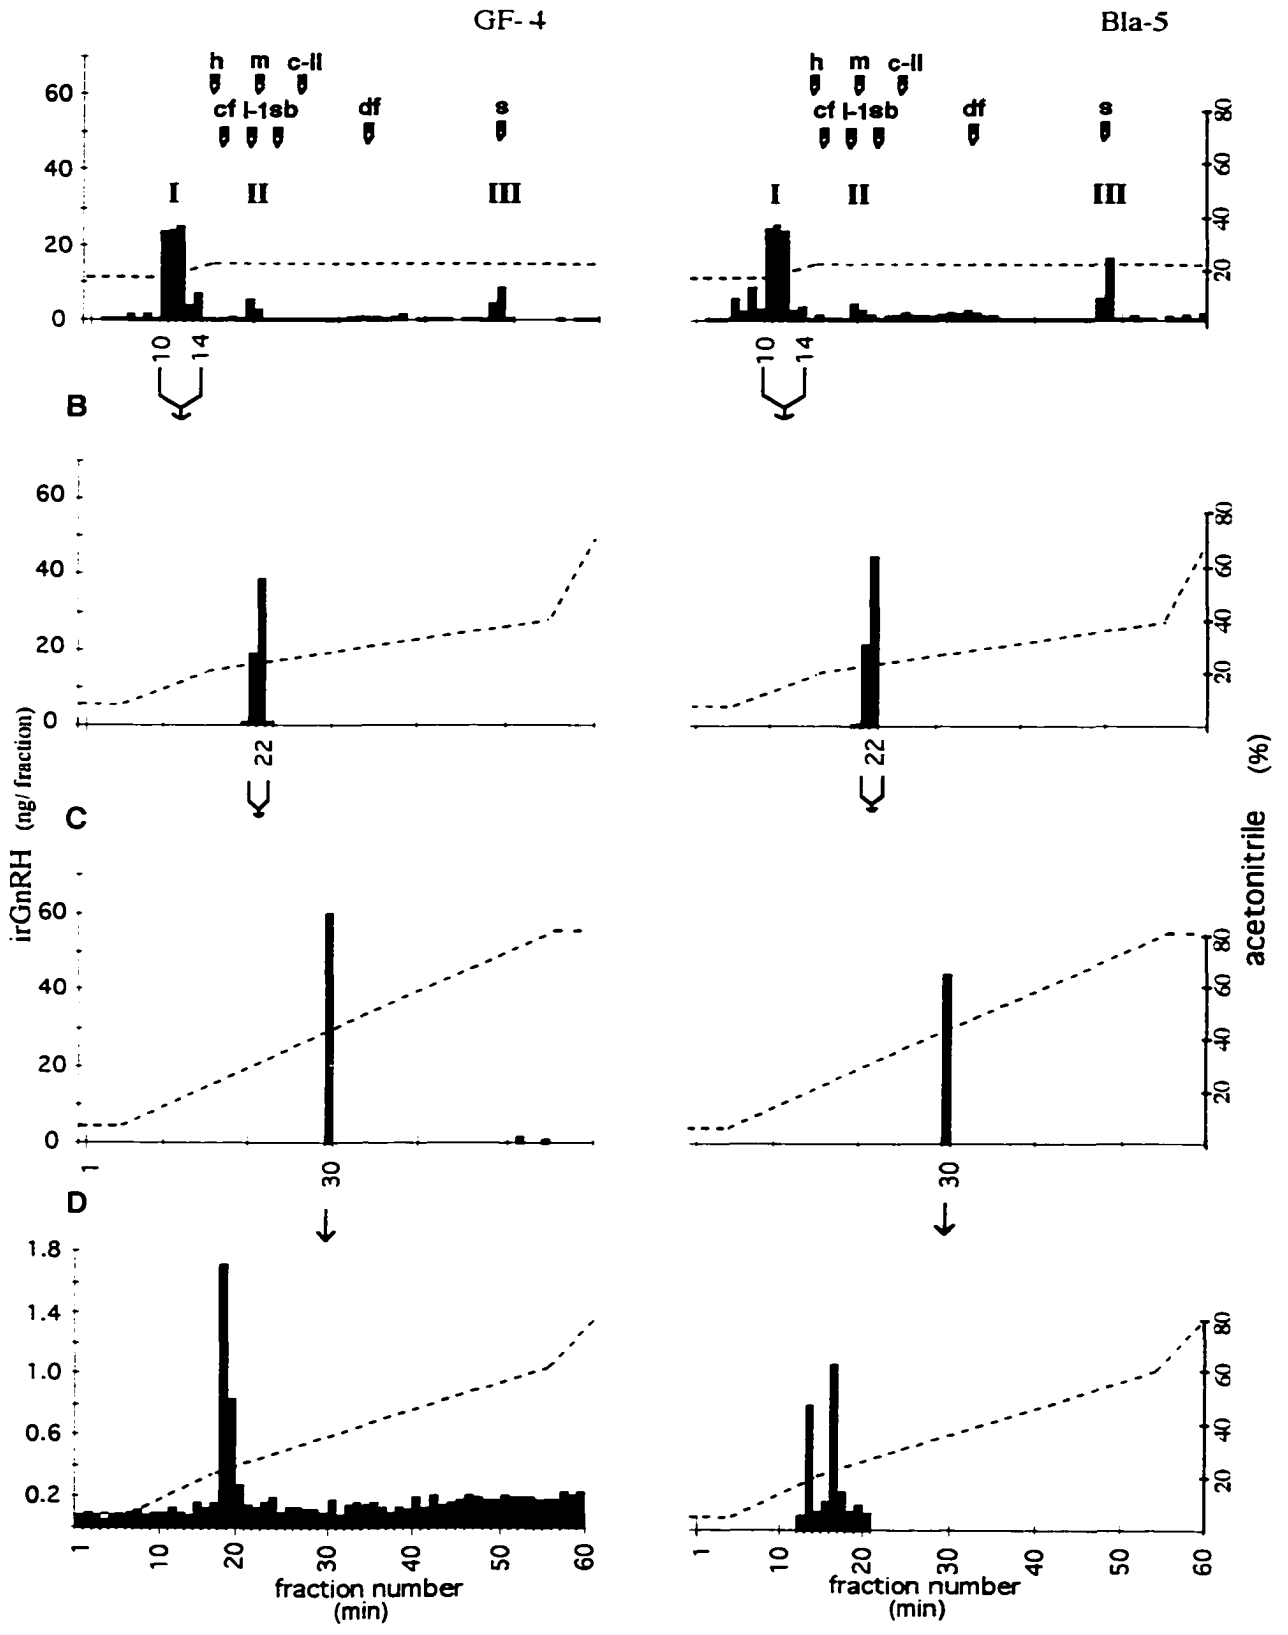 GF-4 Bla-5
h m c-II h m c-II
60 cf l-1 sb df s cf l-1 sb df s 80
40 60
I II III I II III
40
20
20
0
10 14 10 14
B
60
80
40 60
20 40
20
0
22 22
irGnRH (ng/ fraction)
acetonitrile (%)
C
60
80
40 60
40
20
20
0
1 30 30
D
1.8
1.4
80
1.0 60
0.6 40
20
0.2
1 10 20 30 40 50 60 1 10 20 30 40 50 60
fraction number fraction number
(min) (min)